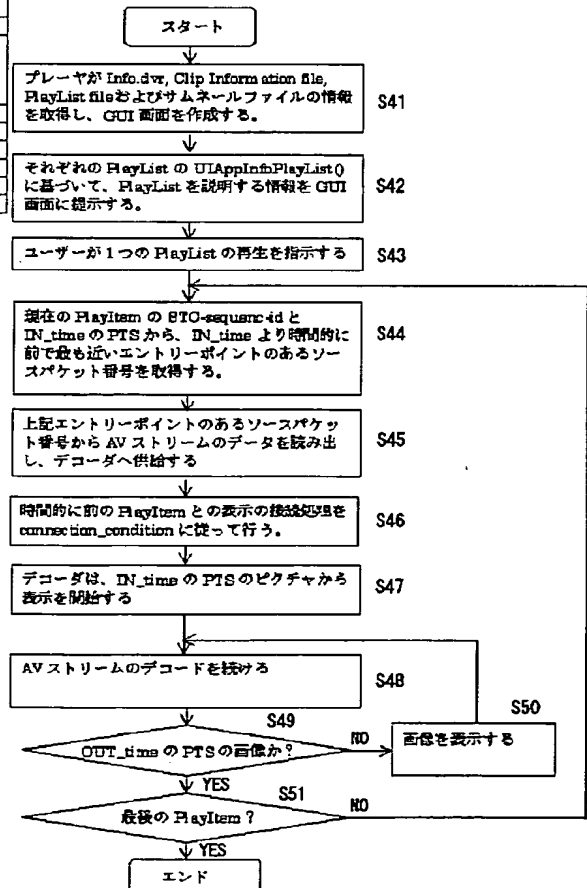 スタート
プレーヤが Info.dvr, Clip Information file,
PlayList fileおよびサムネールファイルの情報
を取得し、GUI 画面を作成する。
S41
それぞれの PlayList の UIAppInfoPlayList()
に基づいて、PlayList を説明する情報を GUI
画面に提示する。
S42
ユーザーが１つの PlayList の再生を指示する
S43
現在の PlayItem の STC-sequence-id と
IN_time の PTS から、IN_time より時間的に
前で最も近いエントリーポイントのあるソー
スパケット番号を取得する。
S44
上記エントリーポイントのあるソースパケッ
ト番号から AV ストリームのデータを読み出
し、デコーダへ供給する
S45
時間的に前の PlayItem との表示の接続処理を
connection_condition に従って行う。
S46
デコーダは、IN_time の PTS のピクチャから
表示を開始する
S47
AV ストリームのデコードを続ける
S48
S49
OUT_time の PTS の画像か？
NO
S50
画像を表示する
YES
S51
最後の PlayItem？
NO
YES
エンド